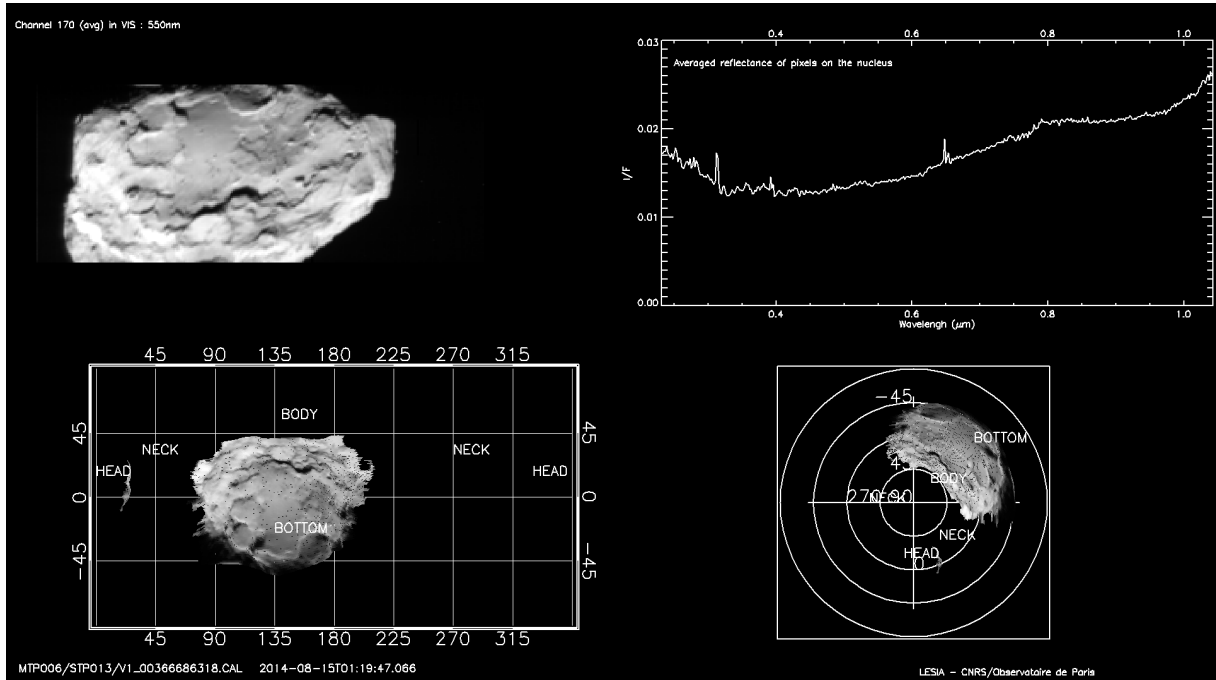 Channel 170 (avg) in VIS : 550nm
0.4 0.6 0.8 1.0
0.03
Averaged reflectance of pixels on the nucleus
0.02
I/F
0.01
0.00
0.4 0.6 0.8 1.0
Wavelengh (μm)
45 90 135 180 225 270 315
45 BODY 45
NECK NECK
HEAD HEAD
0 0
BOTTOM
-45 -45
45 90 135 180 225 270 315
-45
BOTTOM
45
BODY
270 90
NECK
NECK
HEAD
0
MTP006/STP013/V1_00366686318.CAL 2014-08-15T01:19:47.066
LESIA - CNRS/Observatoire de Paris